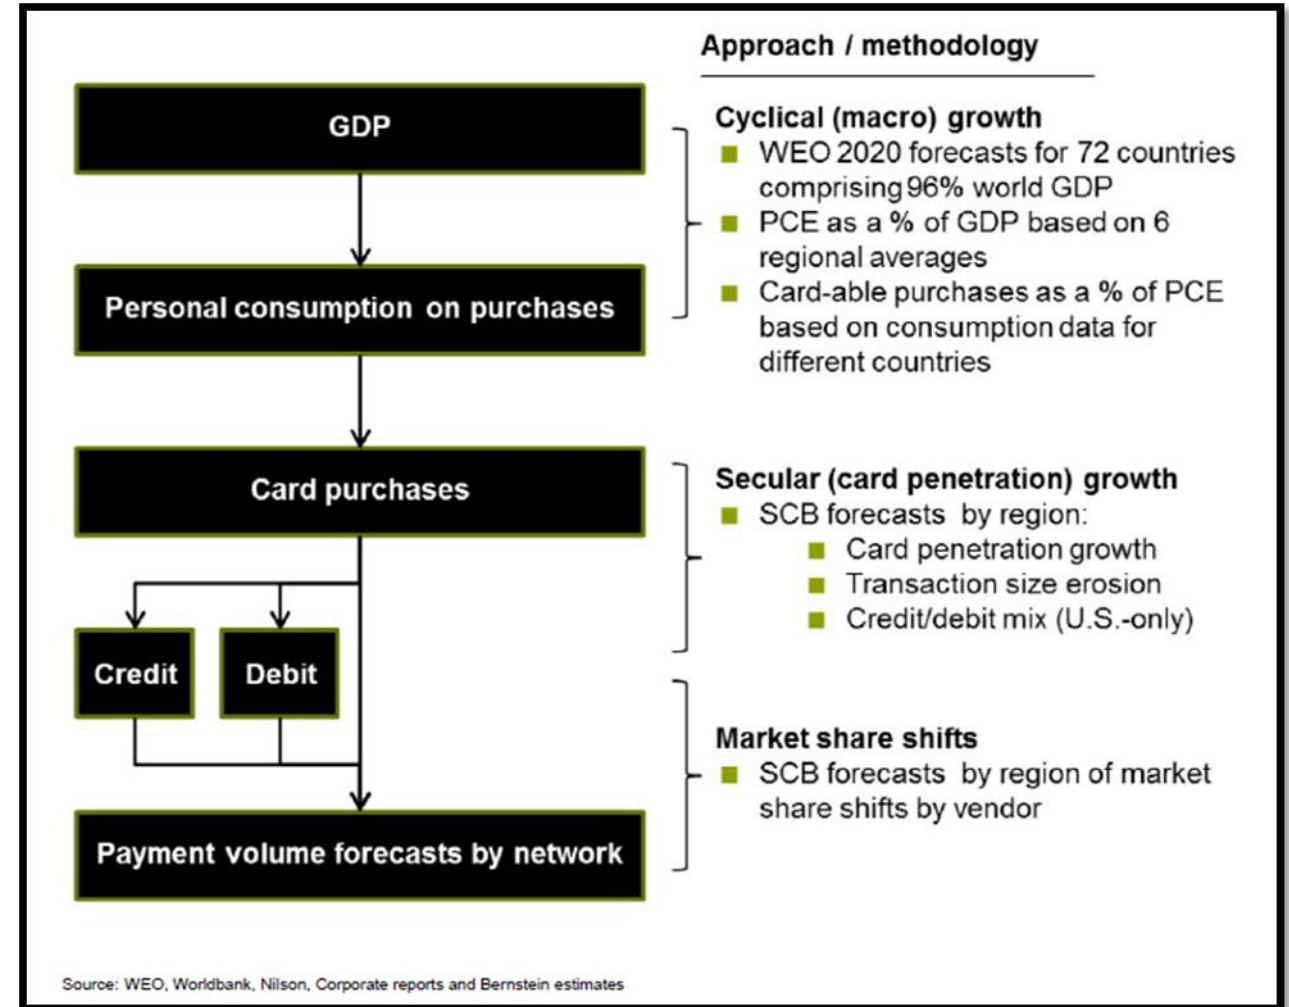 Approach / methodology
GDP
Cyclical (macro) growth
WEO 2020 forecasts for 72 countries
comprising 96% world GDP
PCE as a % of GDP based on 6
regional averages
Personal consumption on purchases
Card-able purchases as a % of PCE
based on consumption data for
different countries
Card purchases
Secular (card penetration) growth
SCB forecasts by region:
Card penetration growth
Transaction size erosion
Credit/debit mix (U.S.-only)
Credit
Debit
Market share shifts
SCB forecasts by region of market
share shifts by vendor
Payment volume forecasts by network
Source: WEO, Worldbank, Nilson, Corporate reports and Bernstein estimates